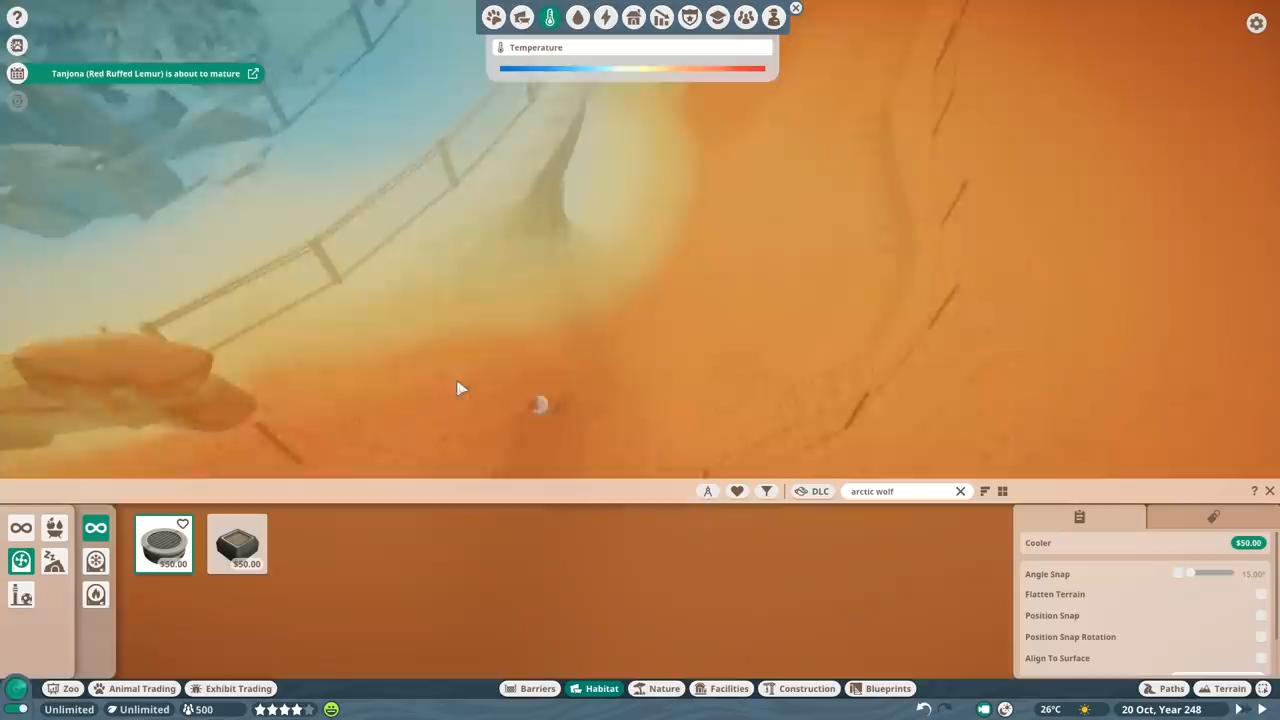 ?
Temperature
Tanjona (Red Ruffed Lemur) is about to mature
DLC
arctic wolf
?
$50.00
$50.00
Cooler
$50.00
Angle Snap
15.00°
Flatten Terrain
Position Snap
Position Snap Rotation
Align To Surface
Zoo
Animal Trading
Exhibit Trading
Barriers
Habitat
Nature
Facilities
Construction
Blueprints
Paths
Terrain
Unlimited
Unlimited
500
26°C
20 Oct, Year 248